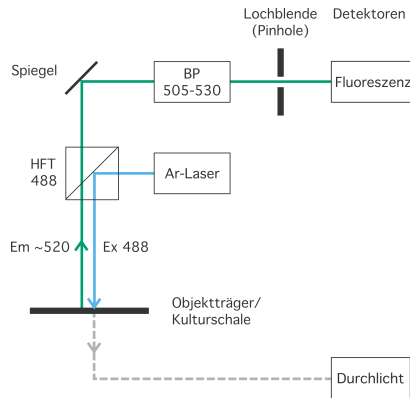 Lochblende
(Pinhole)
Detektoren
Spiegel
BP
505-530
Fluoreszenz
HFT
488
Ar-Laser
Em ~520
Ex 488
Objektträger/
Kulturschale
Durchlicht